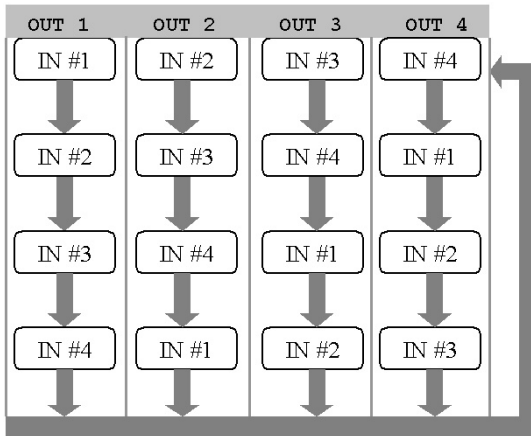 OUT 1 OUT 2 OUT 3 OUT 4
IN #1 IN #2 IN #3 IN #4
IN #2 IN #3 IN #4 IN #1
IN #3 IN #4 IN #1 IN #2
IN #4 IN #1 IN #2 IN #3